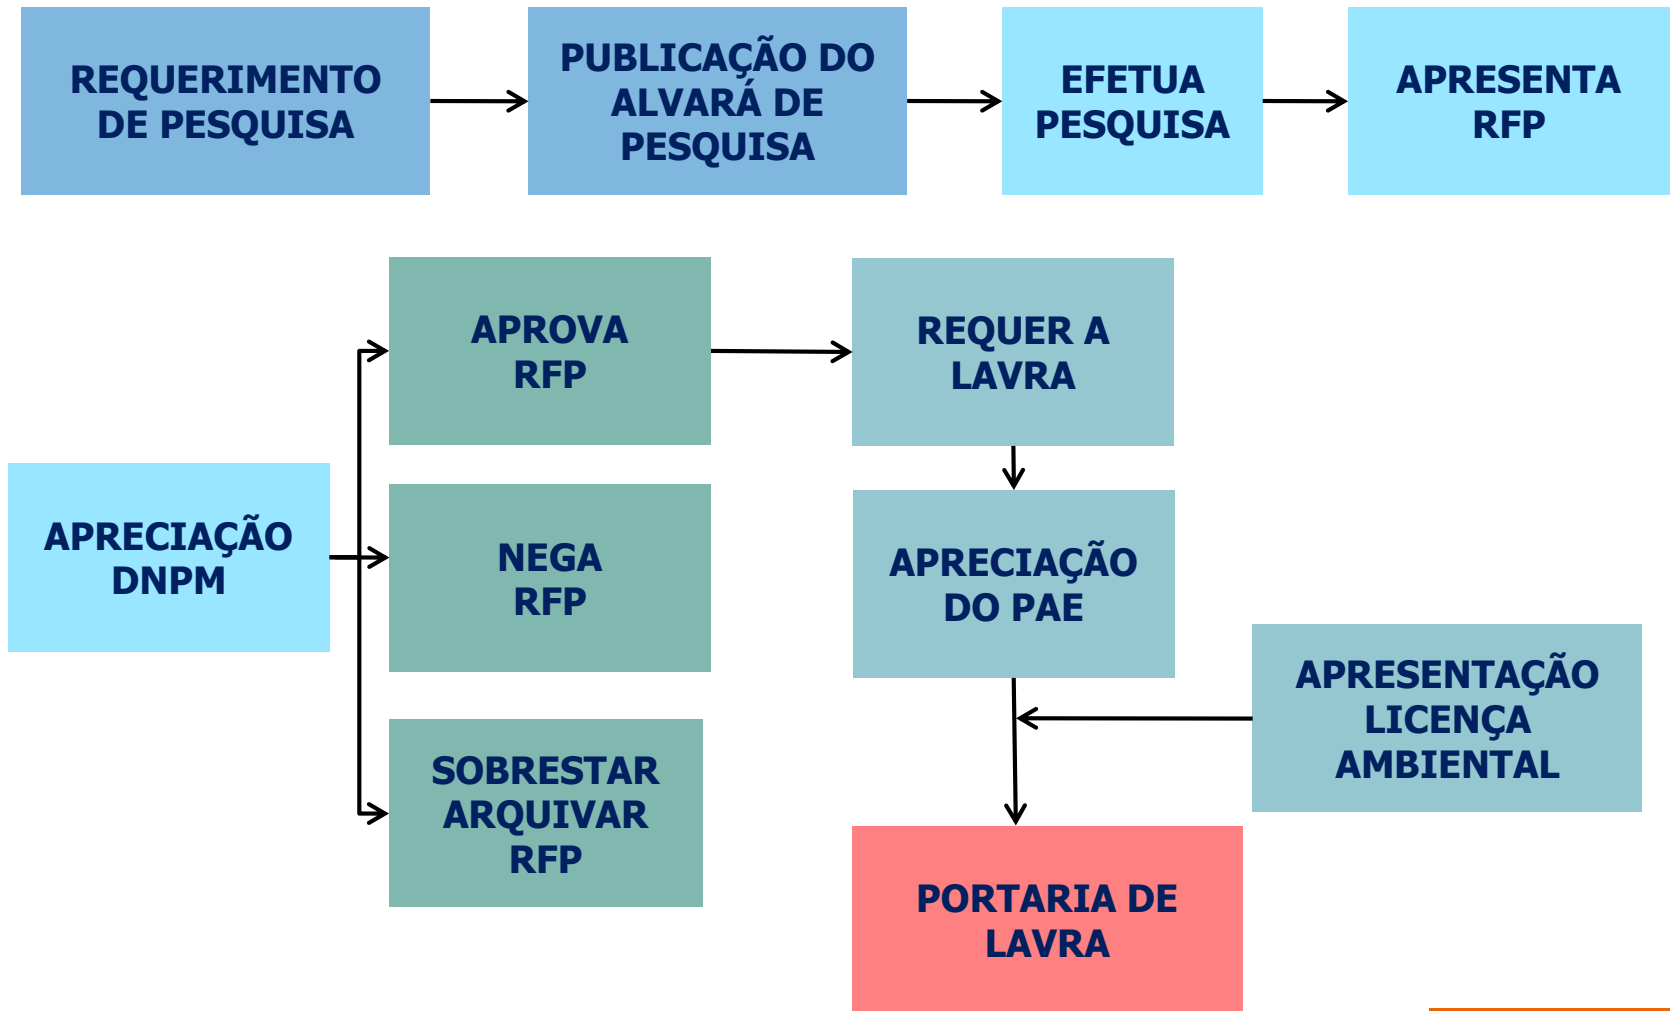 REQUERIMENTO
DE PESQUISA
PUBLICAÇÃO DO
ALVARÁ DE
PESQUISA
EFETUA
PESQUISA
APRESENTA
RFP
APROVA
RFP
REQUER A
LAVRA
APRECIAÇÃO
DNPM
NEGA
RFP
APRECIAÇÃO
DO PAE
SOBRESTAR
ARQUIVAR
RFP
APRESENTAÇÃO
LICENÇA
AMBIENTAL
PORTARIA DE
LAVRA